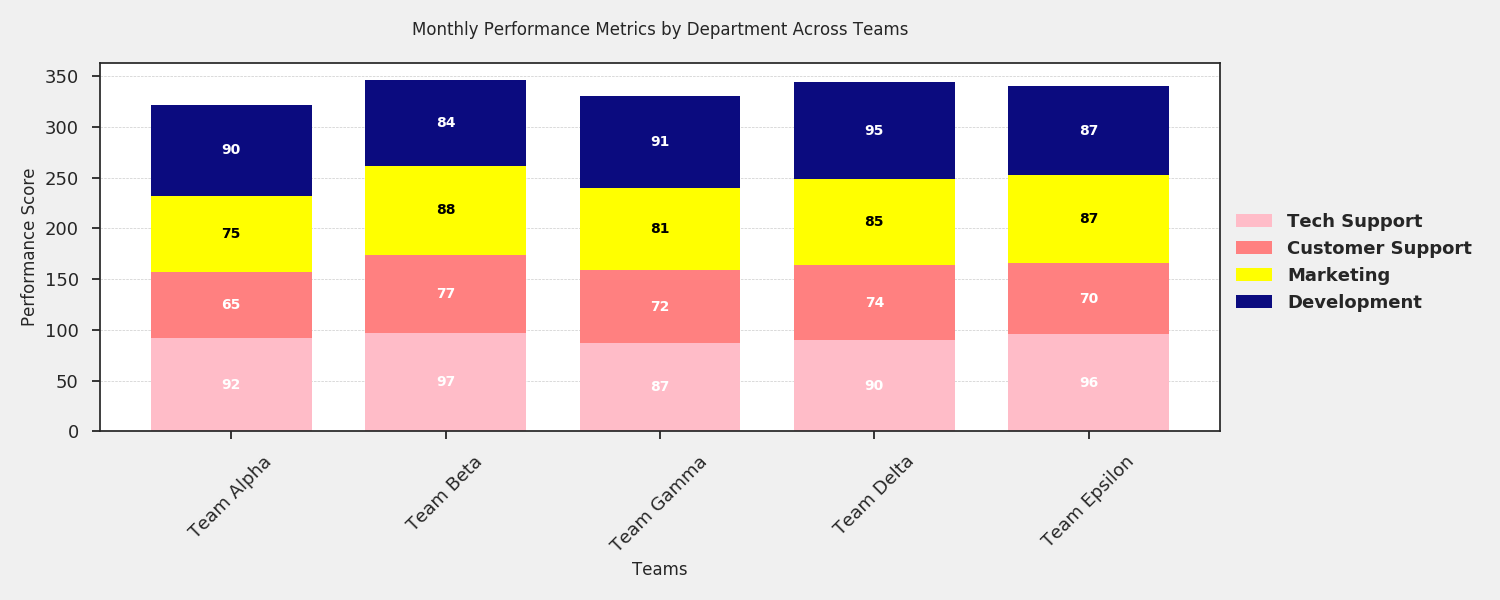 Monthly Performance Metrics by Department Across Teams
Performance Score
350
300
250
200
150
100
50
0
90
84
91
95
87
75
88
81
85
87
65
77
72
74
70
92
97
87
90
96
Team Alpha
Team Beta
Team Gamma
Team Delta
Team Epsilon
Teams
Tech Support
Customer Support
Marketing
Development